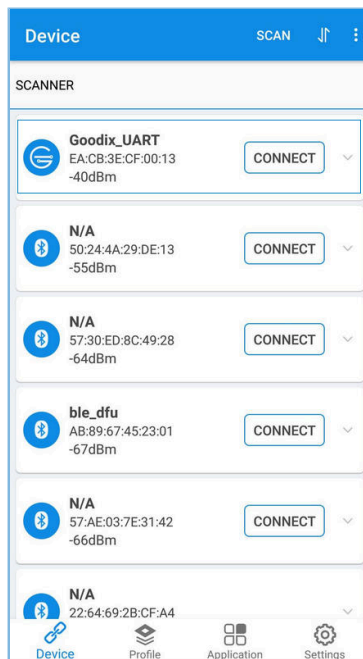 Device SCAN
SCANNER
Goodix_UART
EA:CB:3E:CF:00:13 CONNECT
-40dBm
N/A
50:24:4A:29:DE:13 CONNECT
-55dBm
N/A
57:30:ED:8C:49:28 CONNECT
-64dBm
ble_dfu
AB:89:67:45:23:01 CONNECT
-67dBm
N/A
57:AE:03:7E:31:42 CONNECT
-66dBm
N/A
22:64:69:2B:CF:A4
Device Profile Application Settings